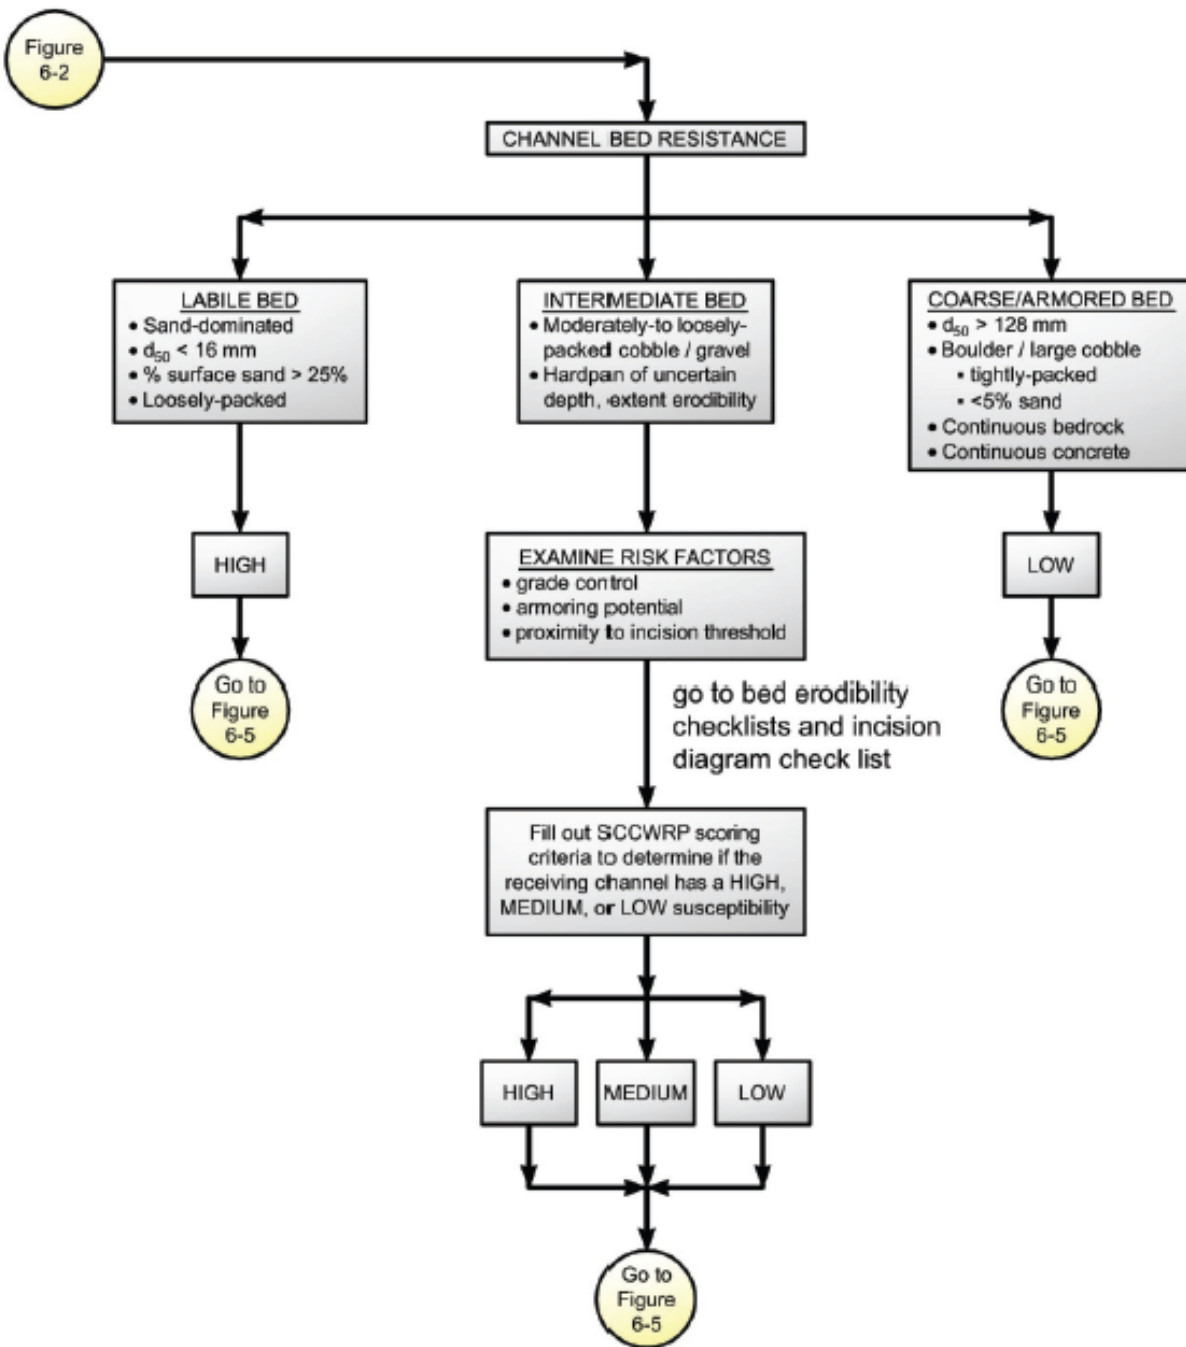 Figure
6-2
CHANNEL BED RESISTANCE
LABILE BED
• Sand-dominated
• d₅₀ < 16 mm
• % surface sand > 25%
• Loosely-packed
INTERMEDIATE BED
• Moderately-to loosely-
packed cobble / gravel
• Hardpan of uncertain
depth, extent erodibility
COARSE/ARMORED BED
• d₅₀ > 128 mm
• Boulder / large cobble
▪ tightly-packed
▪ <5% sand
• Continuous bedrock
• Continuous concrete
HIGH
EXAMINE RISK FACTORS
• grade control
• armoring potential
• proximity to incision threshold
LOW
Go to
Figure
6-5
go to bed erodibility
checklists and incision
diagram check list
Go to
Figure
6-5
Fill out SCCWRP scoring
criteria to determine if the
receiving channel has a HIGH,
MEDIUM, or LOW susceptibility
HIGH
MEDIUM
LOW
Go to
Figure
6-5